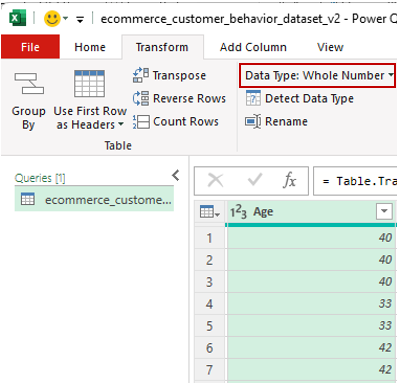 ecommerce_customer_behavior_dataset_v2 - Power Q
File Home Transform Add Column View
Group By
Use First Row as Headers
Transpose
Reverse Rows
Count Rows
Table
Data Type: Whole Number
Detect Data Type
Rename
Queries [1]
ecommerce_custome...
fx = Table.Tra
1²3 Age
1 40
2 40
3 40
4 33
5 33
6 42
7 42